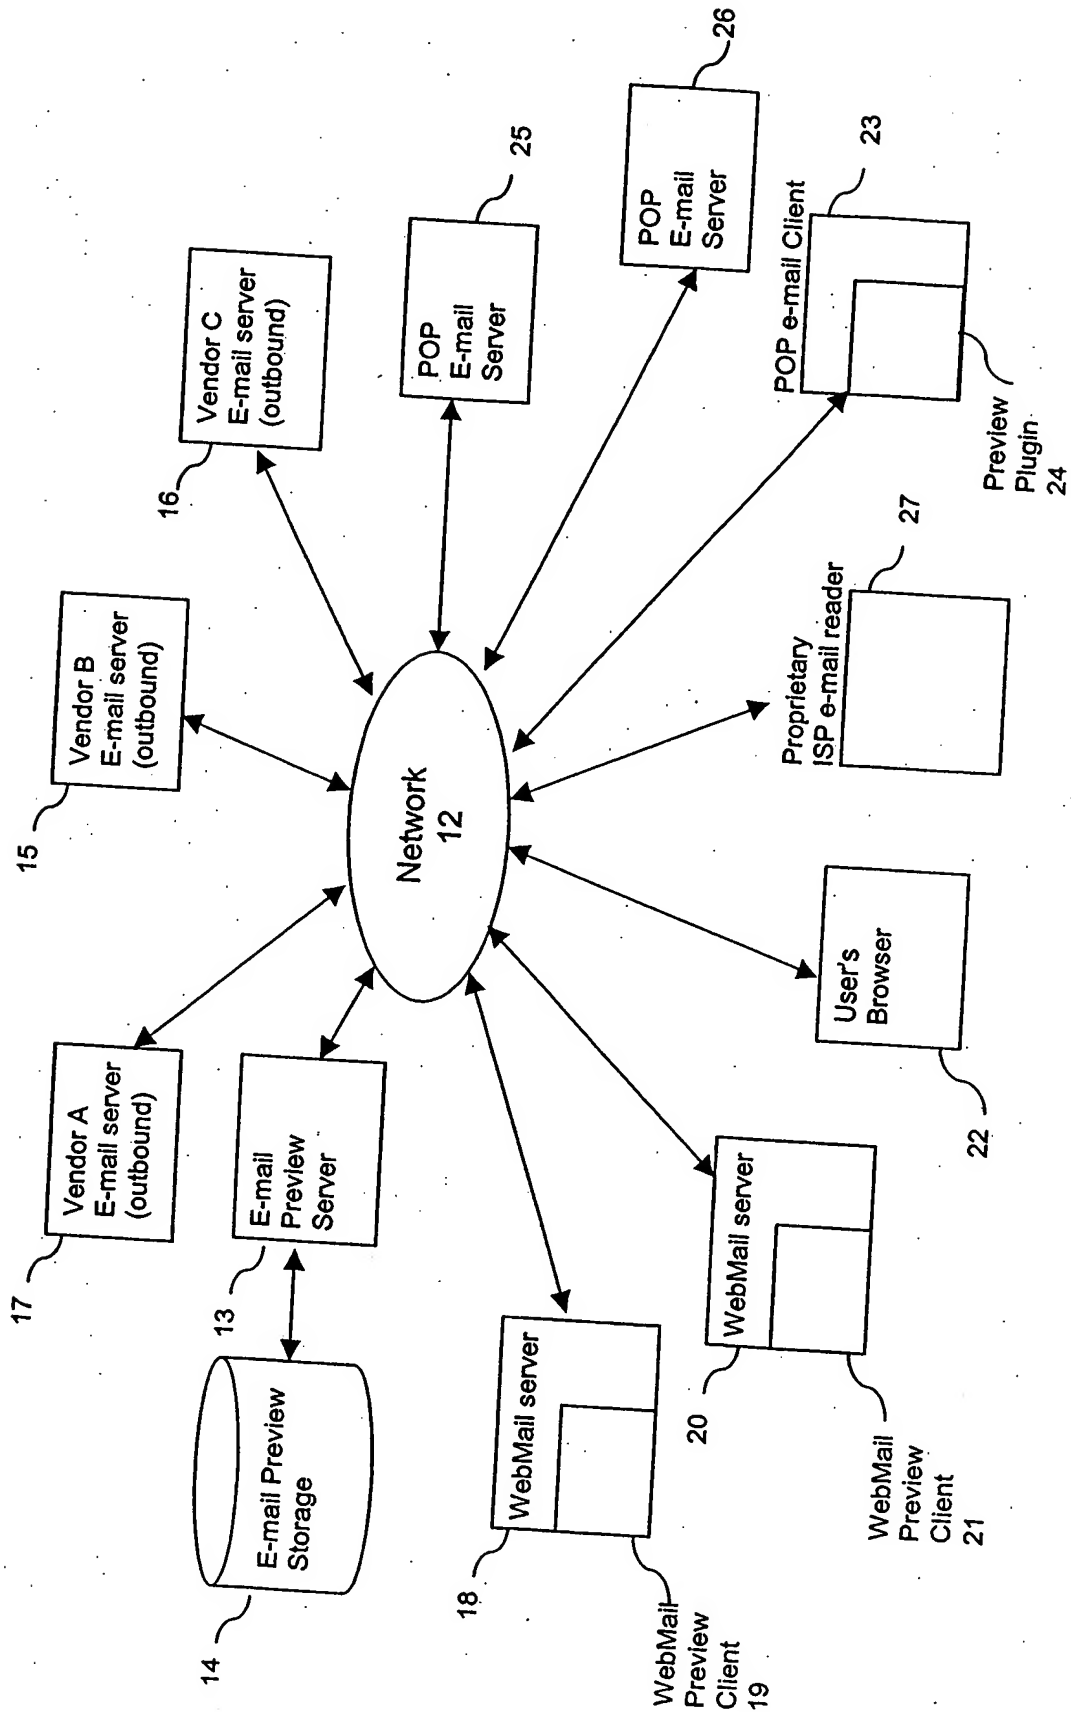 17
Vendor A
E-mail server
(outbound)
15
Vendor B
E-mail server
(outbound)
16
Vendor C
E-mail server
(outbound)
14
E-mail Preview
Storage
13
E-mail
Preview
Server
Network
12
POP
E-mail
Server
25
POP
E-mail
Server
26
18
WebMail server
WebMail
Preview
Client
19
20
WebMail server
WebMail
Preview
Client
21
22
User's
Browser
Proprietary
ISP e-mail reader
27
POP e-mail Client
23
Preview
Plugin
24